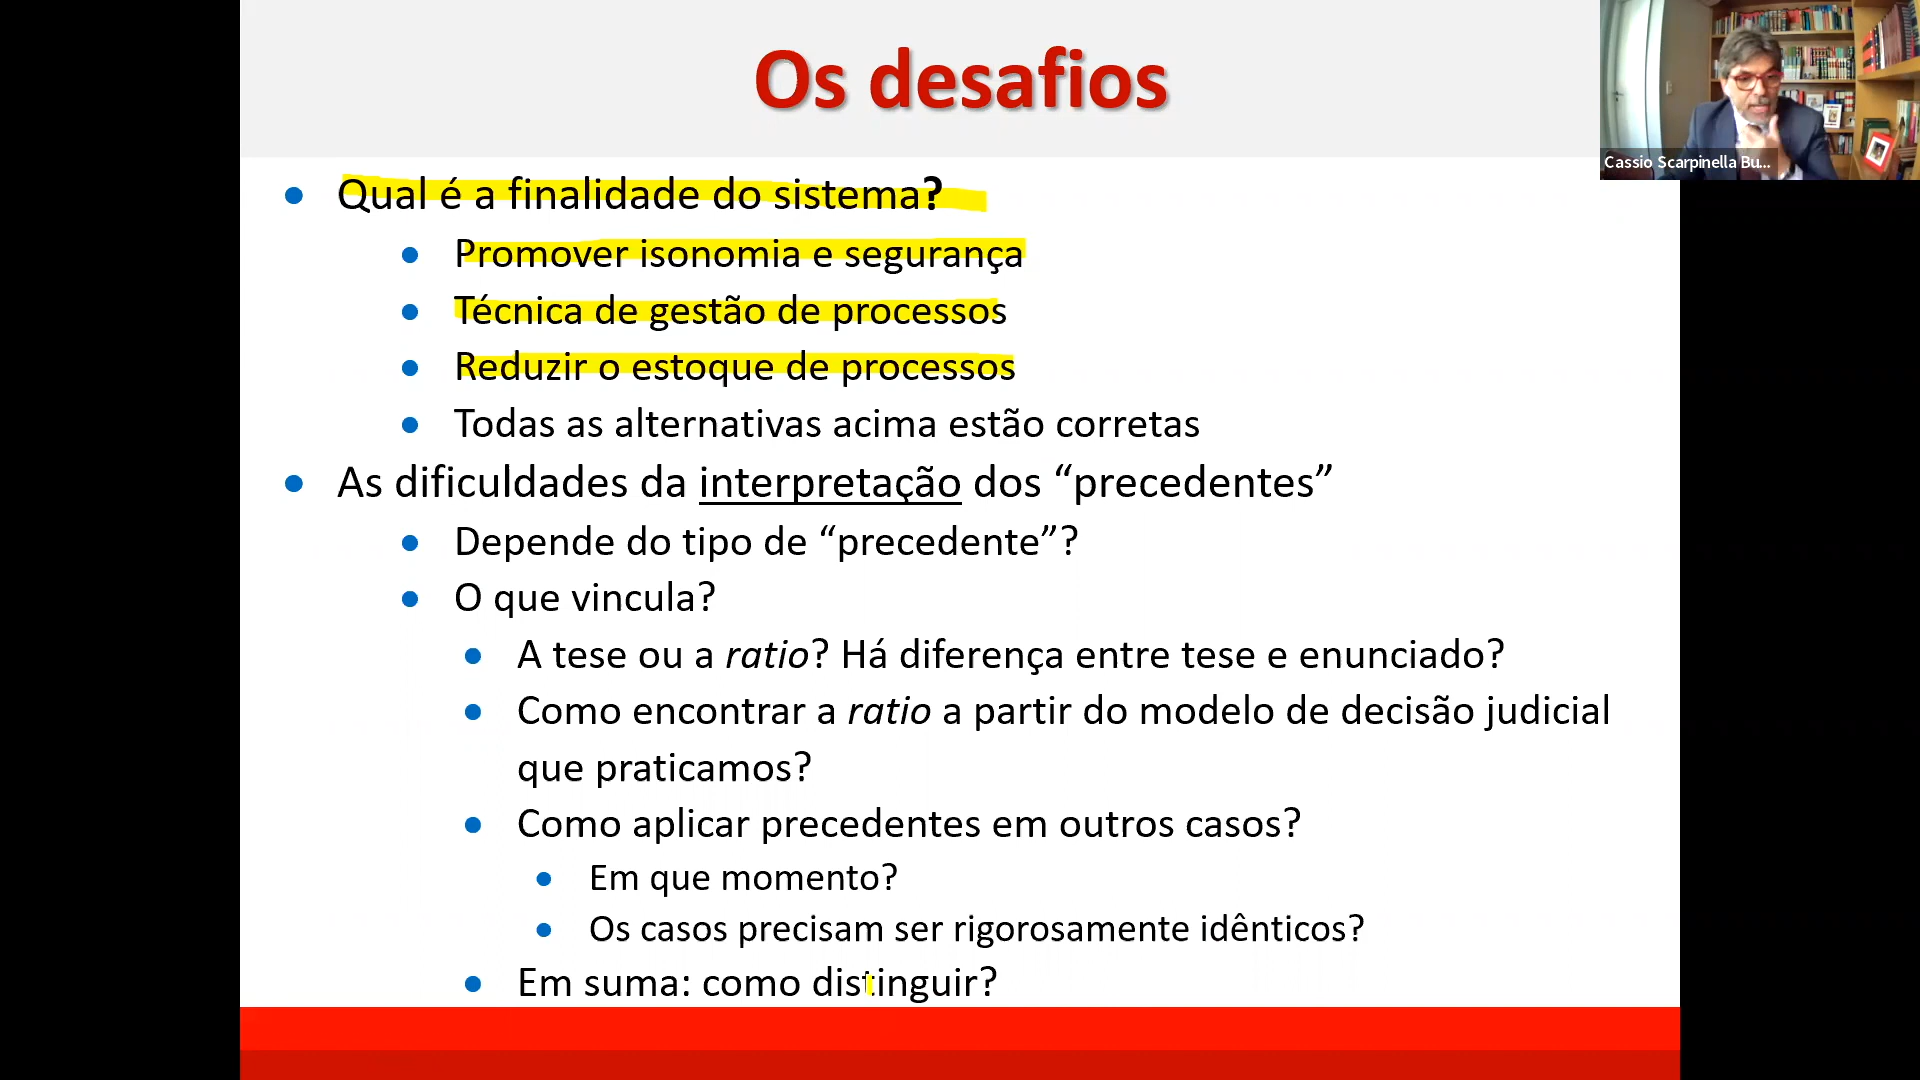 Os desafios
Cassio Scarpinella Bu...
Qual é a finalidade do sistema?
Promover isonomia e segurança
Técnica de gestão de processos
Reduzir o estoque de processos
Todas as alternativas acima estão corretas
As dificuldades da interpretação dos “precedentes”
Depende do tipo de “precedente”?
O que vincula?
A tese ou a ratio? Há diferença entre tese e enunciado?
Como encontrar a ratio a partir do modelo de decisão judicial
que praticamos?
Como aplicar precedentes em outros casos?
Em que momento?
Os casos precisam ser rigorosamente idênticos?
Em suma: como distinguir?